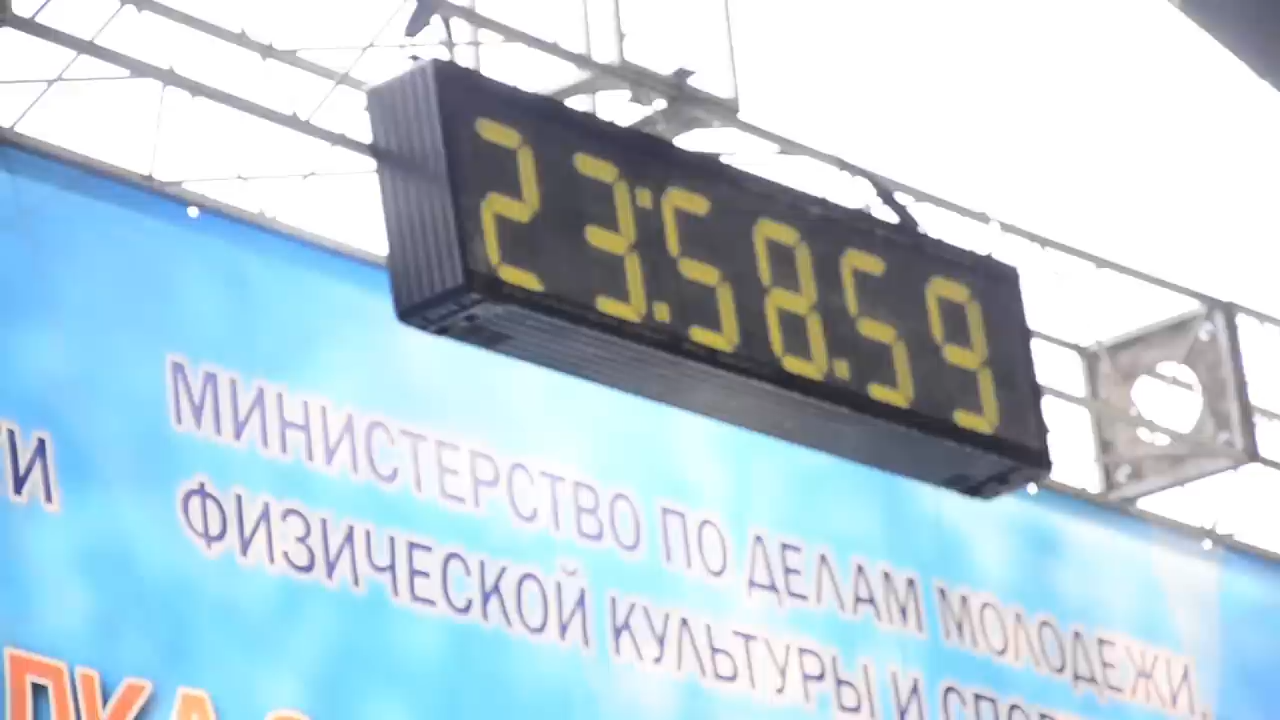 23:58:59
МИНИСТЕРСТВО ПО ДЕЛАМ МОЛОДЕЖИ,
ФИЗИЧЕСКОЙ КУЛЬТУРЫ И